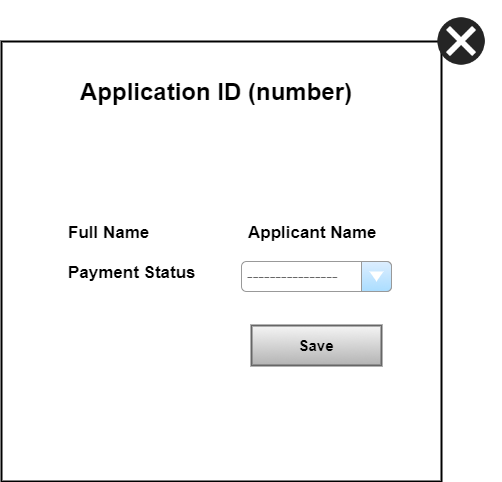 Application ID (number)
Full Name Applicant Name
Payment Status ----------------
Save